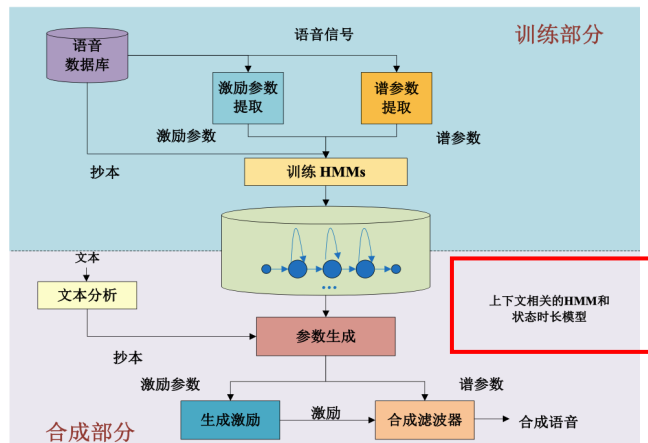 训练部分
语音
数据库
语音信号
激励参数
提取
谱参数
提取
激励参数
谱参数
抄本
训练 HMMs
文本
文本分析
上下文相关的HMM和
状态时长模型
参数生成
抄本
激励参数
谱参数
生成激励
激励
合成滤波器
合成语音
合成部分